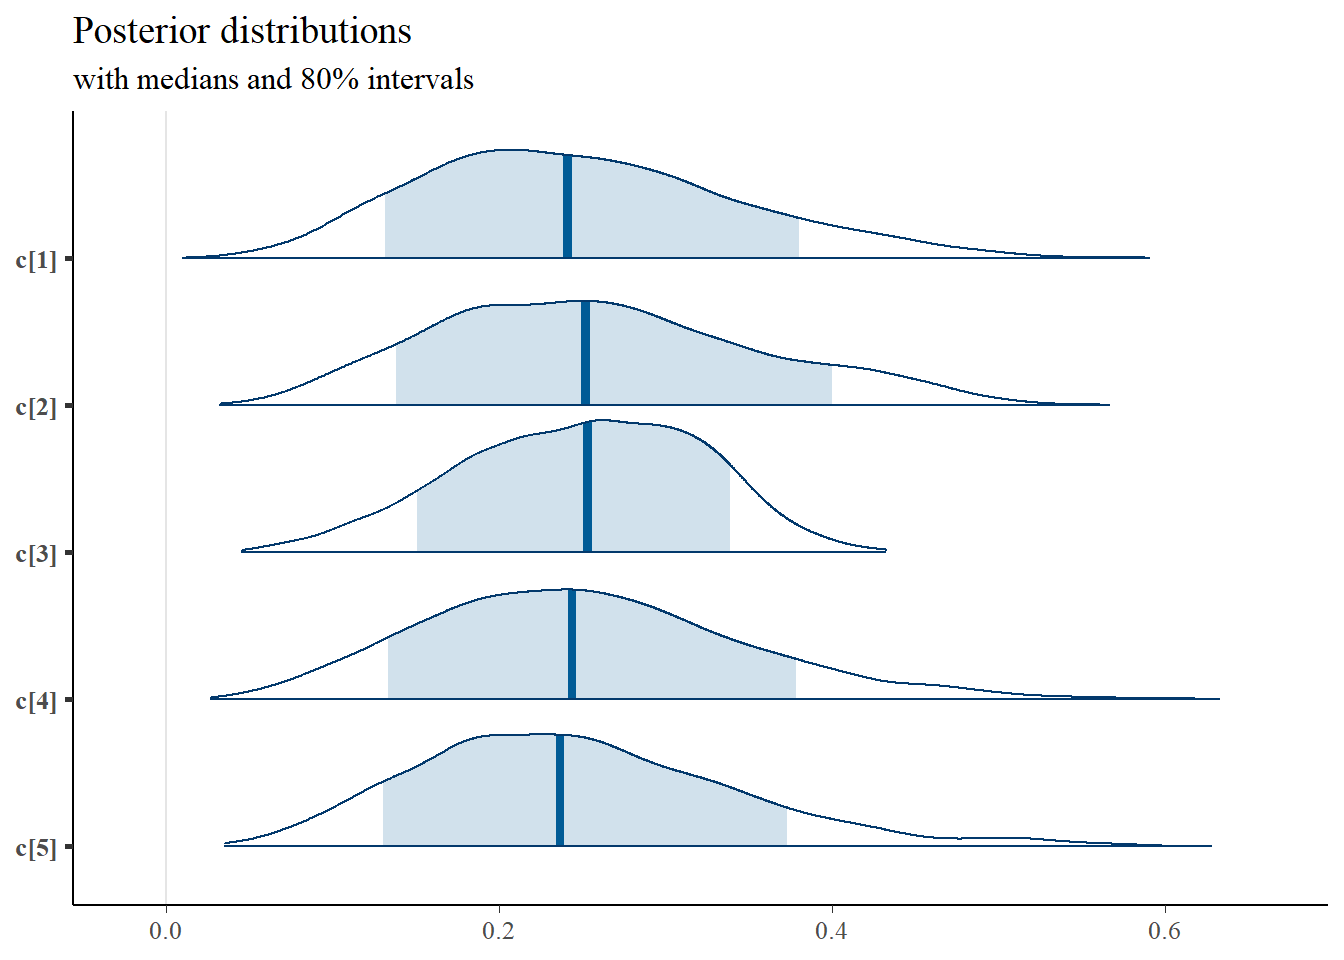 Posterior distributions
with medians and 80% intervals
c[1]
c[2]
c[3]
c[4]
c[5]
0.0 0.2 0.4 0.6